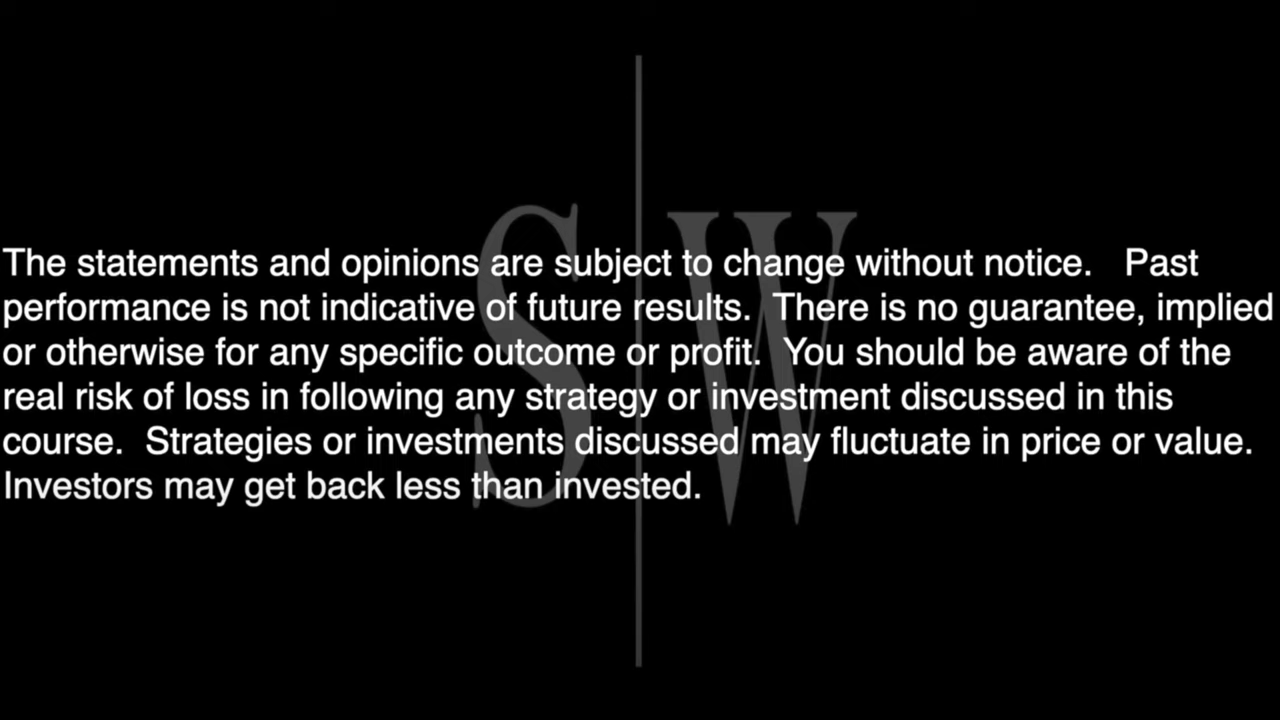 The statements and opinions are subject to change without notice.   Past
performance is not indicative of future results.  There is no guarantee, implied
or otherwise for any specific outcome or profit.  You should be aware of the
real risk of loss in following any strategy or investment discussed in this
course.  Strategies or investments discussed may fluctuate in price or value.
Investors may get back less than invested.
S W